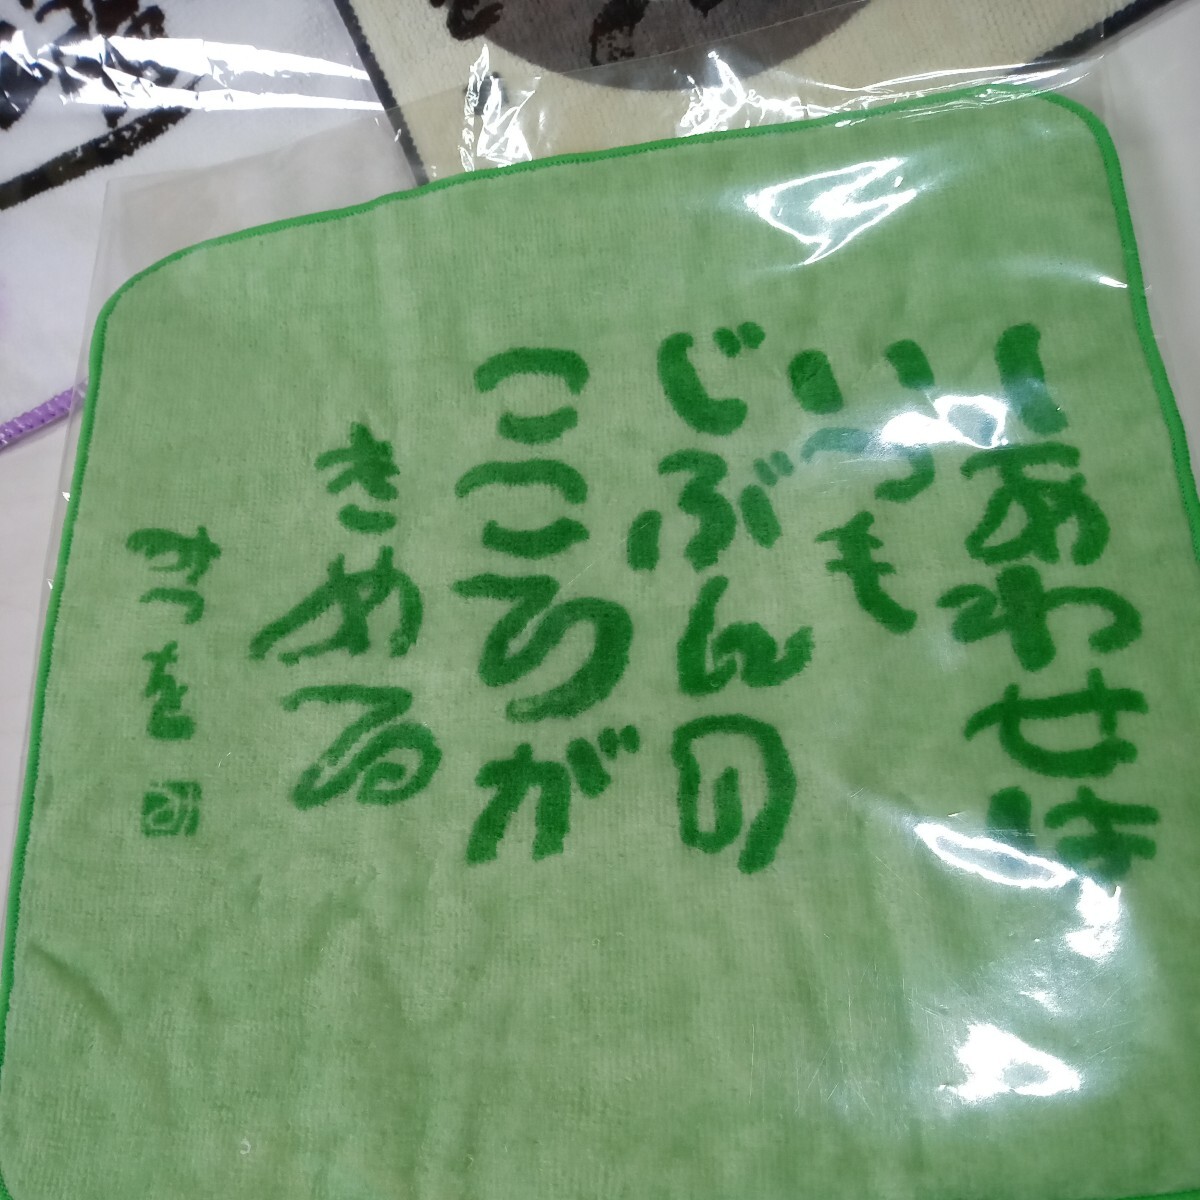 しあわせは
いつも
じぶんの
こころが
きめる
みつを